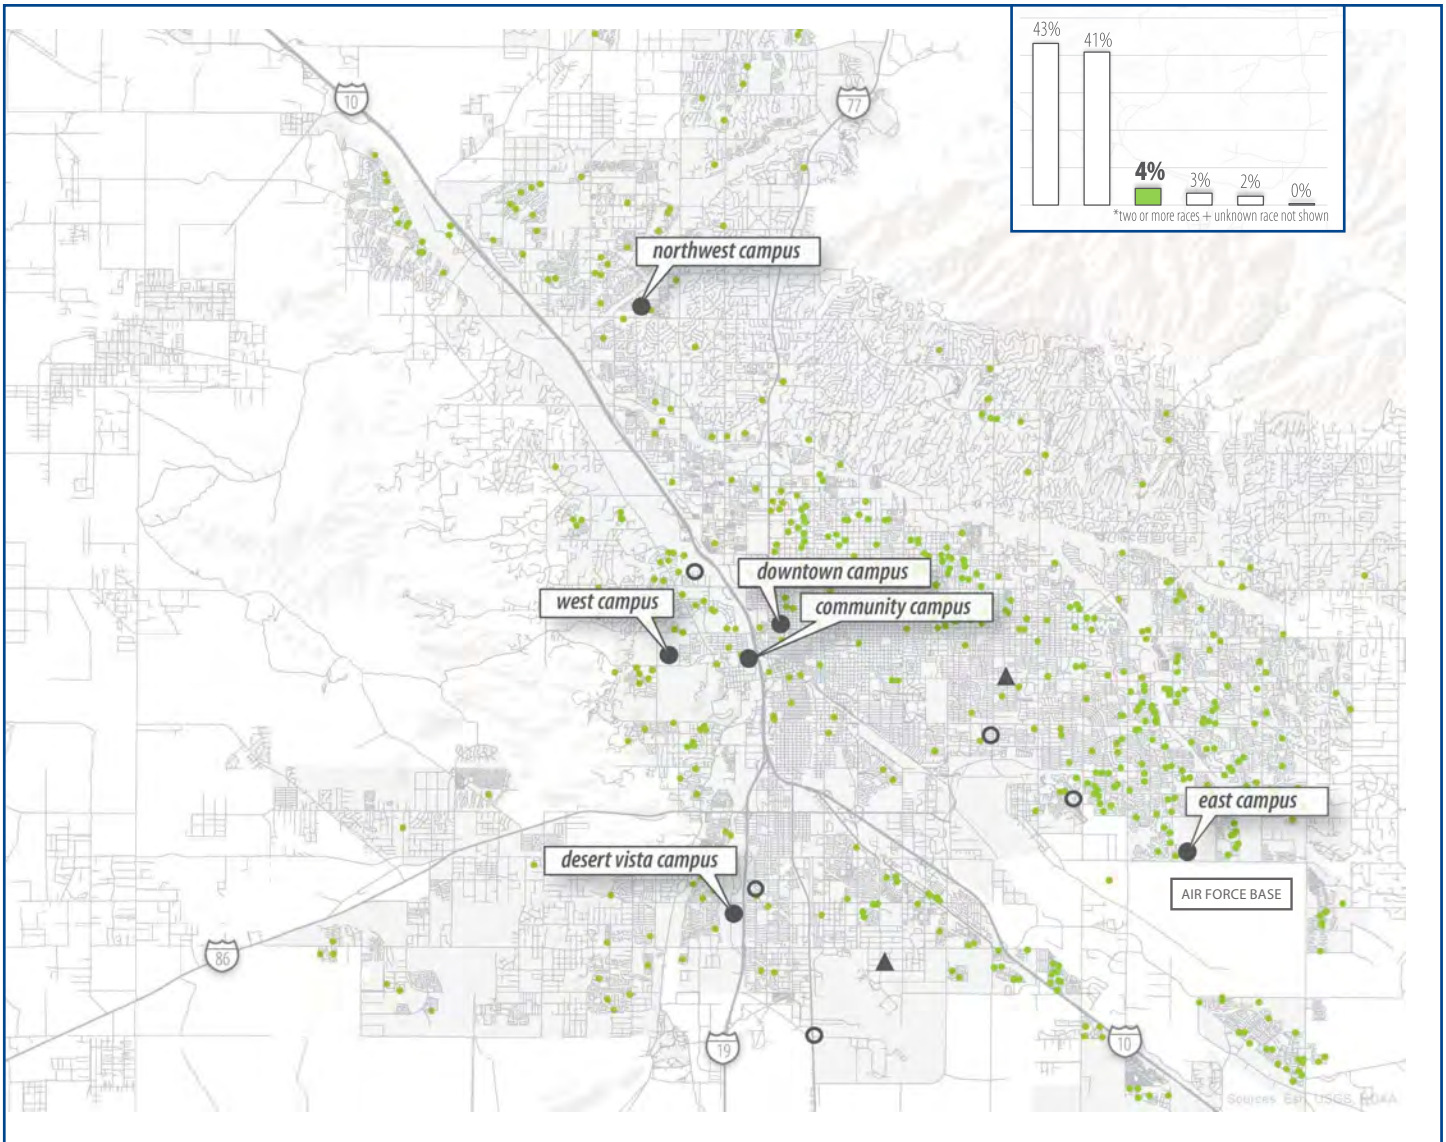 43%
41%
4%
3%
2%
0%
*two or more races + unknown race not shown
10
77
northwest campus
downtown campus
west campus
community campus
east campus
desert vista campus
AIR FORCE BASE
86
19
10
Sources: Esri, USGS, NOAA